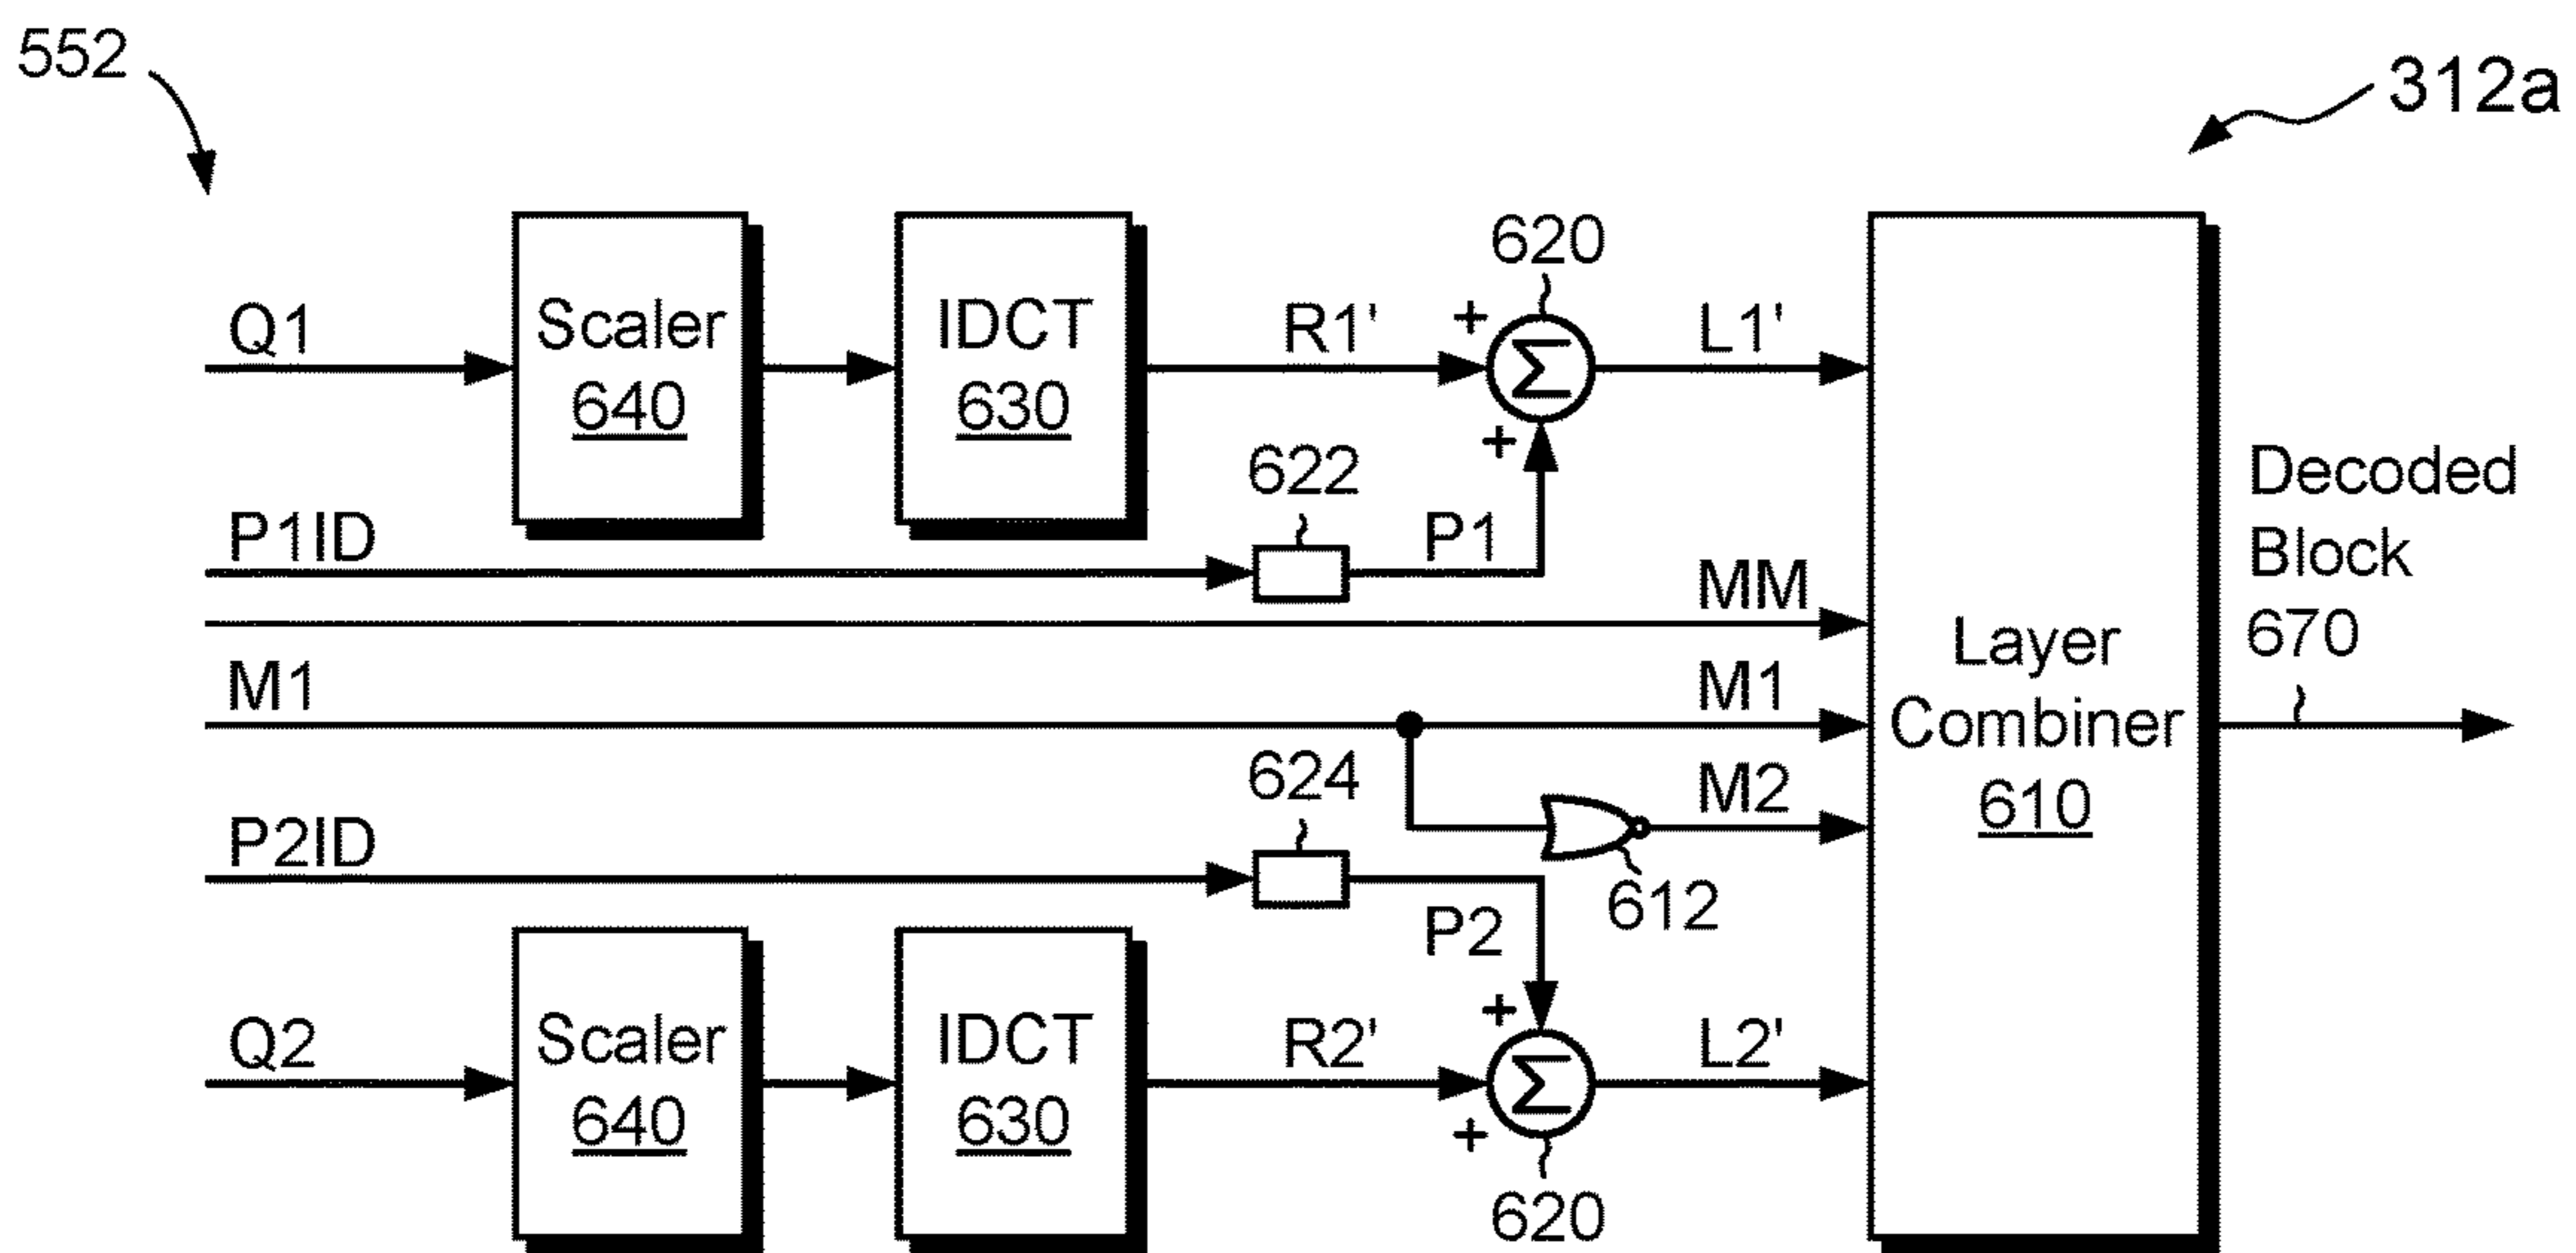 552
312a
620
Q1
Scaler
640
IDCT
630
R1'
+
Σ
+
L1'
622
P1ID
P1
MM
Decoded
Block
670
M1
M1
Layer
Combiner
610
624
M2
P2ID
612
P2
Q2
Scaler
640
IDCT
630
R2'
+
Σ
+
L2'
620